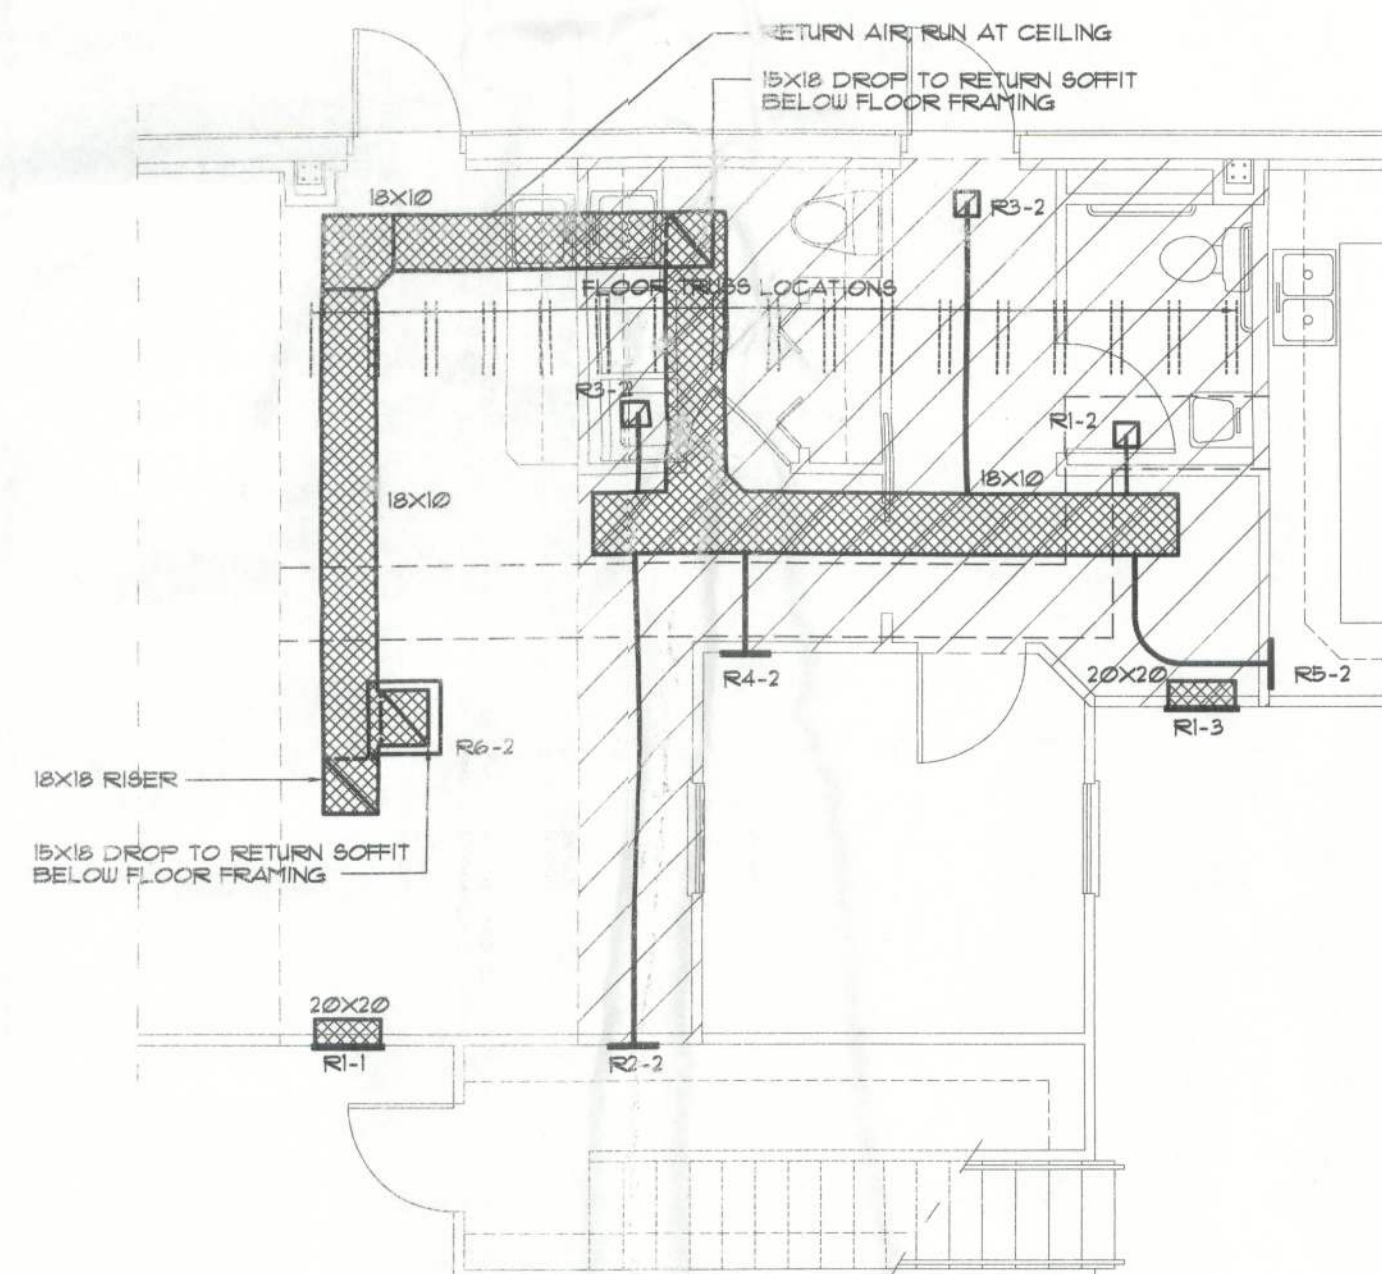 RETURN AIR RUN AT CEILING
15X18 DROP TO RETURN SOFFIT
BELOW FLOOR FRAMING
18X10
R3-2
FLOOR TRUSS LOCATIONS
R3-2
R1-2
18X10
18X10
R4-2
20X20
R5-2
R1-3
R6-2
18X18 RISER
15X18 DROP TO RETURN SOFFIT
BELOW FLOOR FRAMING
20X20
R1-1
R2-2